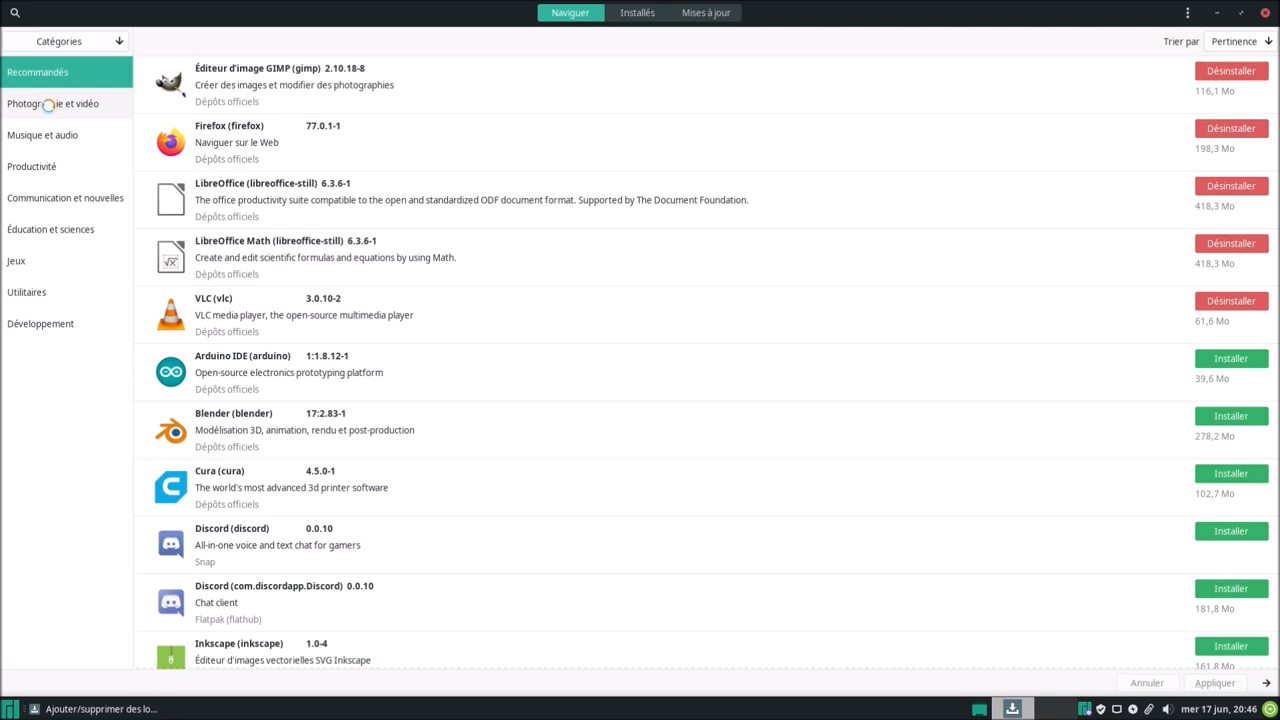 Naviguer Installés Mises à jour
Catégories Trier par Pertinence
Recommandés
Photographie et vidéo
Musique et audio
Productivité
Communication et nouvelles
Éducation et sciences
Jeux
Utilitaires
Développement
Éditeur d'image GIMP (gimp) 2.10.18-8
Créer des images et modifier des photographies
Dépôts officiels
Désinstaller
116,1 Mo
Firefox (firefox) 77.0.1-1
Naviguer sur le Web
Dépôts officiels
Désinstaller
198,3 Mo
LibreOffice (libreoffice-still) 6.3.6-1
The office productivity suite compatible to the open and standardized ODF document format. Supported by The Document Foundation.
Dépôts officiels
Désinstaller
418,3 Mo
LibreOffice Math (libreoffice-still) 6.3.6-1
Create and edit scientific formulas and equations by using Math.
Dépôts officiels
Désinstaller
418,3 Mo
VLC (vlc) 3.0.10-2
VLC media player, the open-source multimedia player
Dépôts officiels
Désinstaller
61,6 Mo
Arduino IDE (arduino) 1:1.8.12-1
Open-source electronics prototyping platform
Dépôts officiels
Installer
39,6 Mo
Blender (blender) 17:2.83-1
Modélisation 3D, animation, rendu et post-production
Dépôts officiels
Installer
278,2 Mo
Cura (cura) 4.5.0-1
The world's most advanced 3d printer software
Dépôts officiels
Installer
102,7 Mo
Discord (discord) 0.0.10
All-in-one voice and text chat for gamers
Snap
Installer
Discord (com.discordapp.Discord) 0.0.10
Chat client
Flatpak (flathub)
Installer
181,8 Mo
Inkscape (inkscape) 1.0-4
Éditeur d'images vectorielles SVG Inkscape
Installer
161,8 Mo
Annuler Appliquer
Ajouter/supprimer des lo... mer 17 jun, 20:46